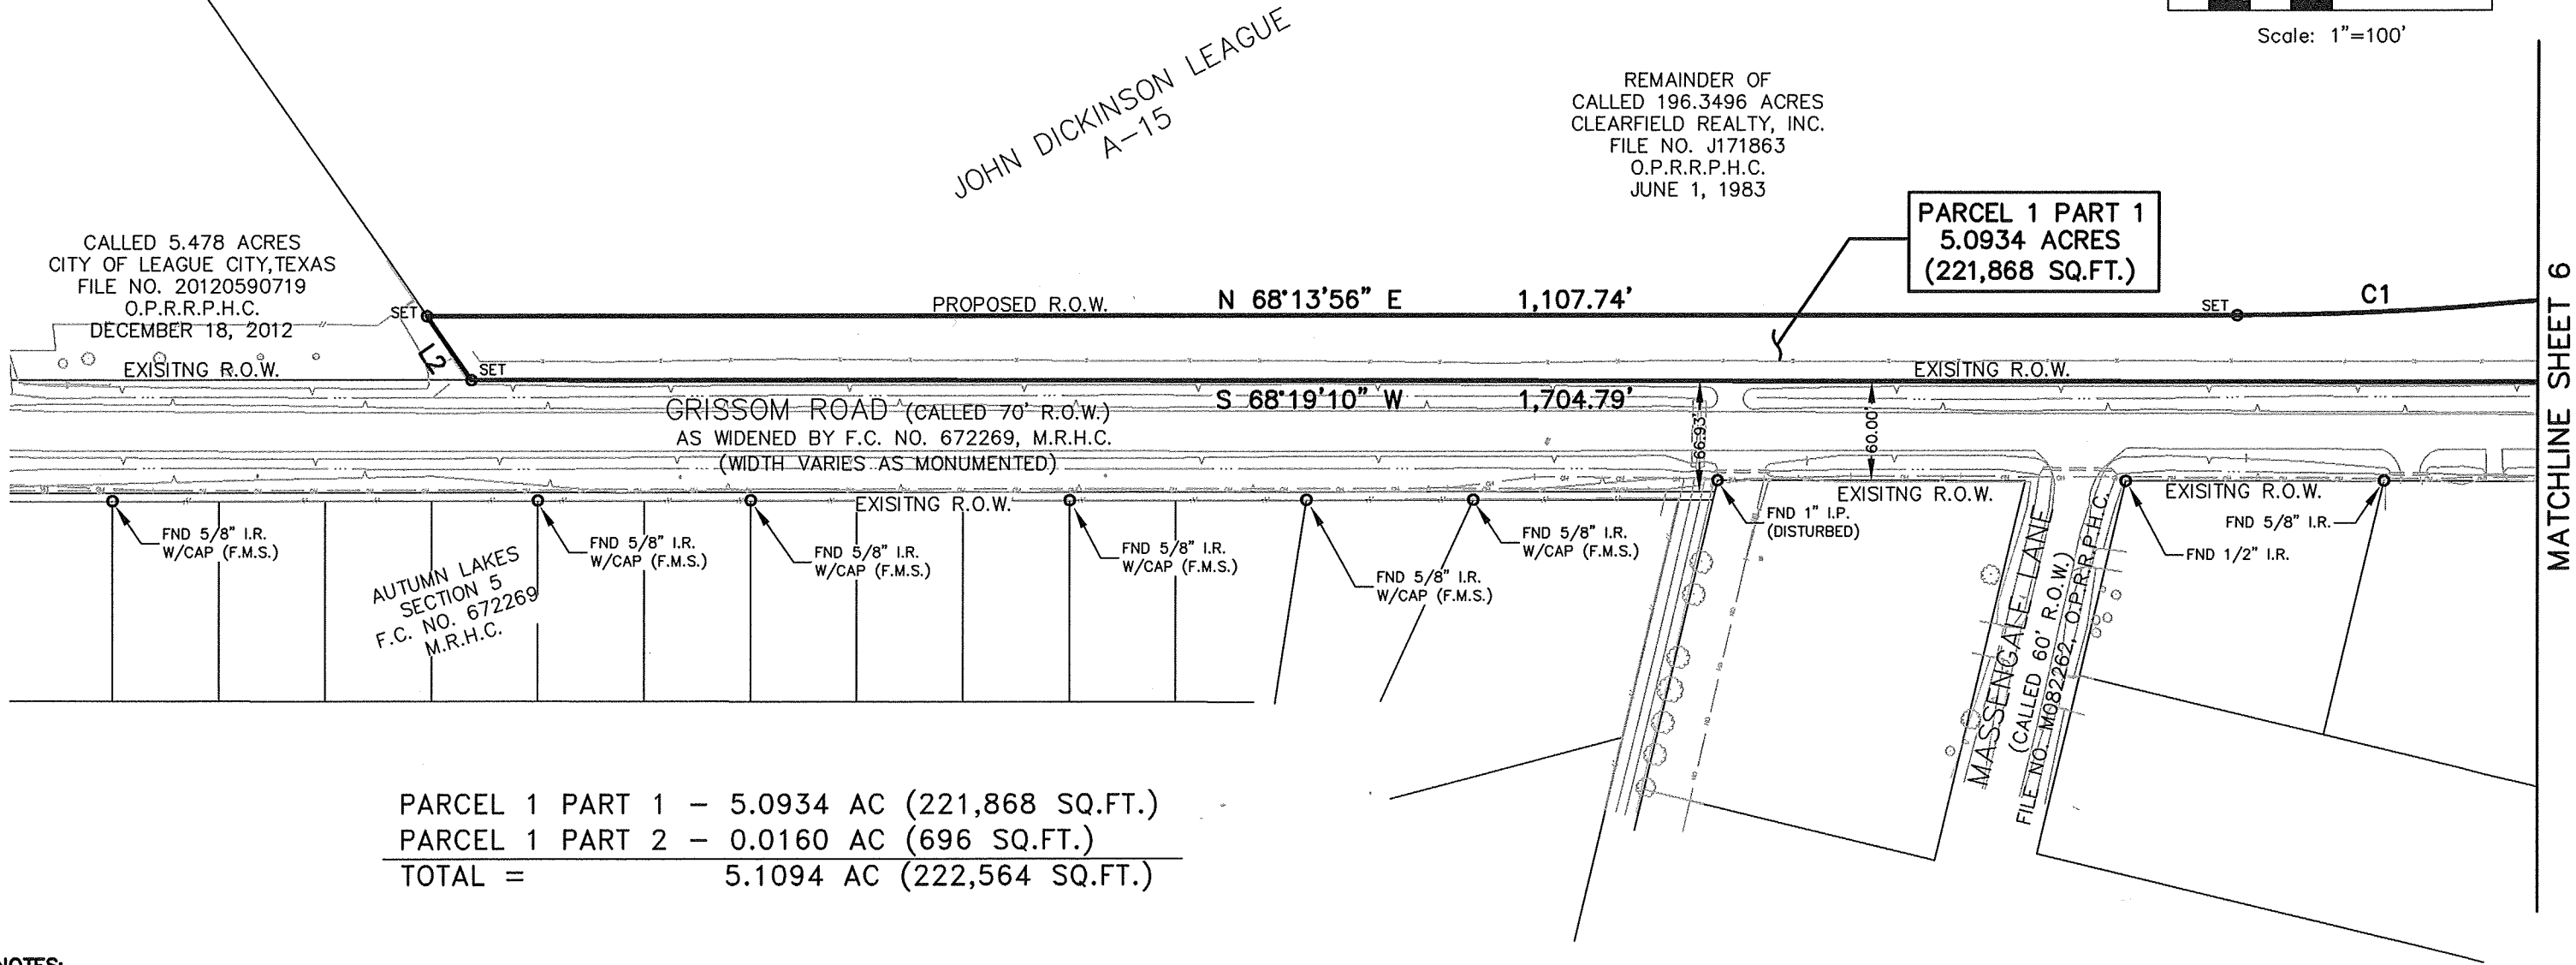 Scale: 1"=100'
JOHN DICKINSON LEAGUE
A-15
REMAINDER OF
CALLED 196.3496 ACRES
CLEARFIELD REALTY, INC.
FILE NO. J171863
O.P.R.R.P.H.C.
JUNE 1, 1983
PARCEL 1 PART 1
5.0934 ACRES
(221,868 SQ.FT.)
CALLED 5.478 ACRES
CITY OF LEAGUE CITY,TEXAS
FILE NO. 20120590719
O.P.R.R.P.H.C.
DECEMBER 18, 2012
EXISITNG R.O.W.
SET
L2
SET
PROPOSED R.O.W.
N 68°13'56" E 1,107.74'
SET
C1
MATCHLINE SHEET 6
EXISITNG R.O.W.
S 68°19'10" W 1,704.79'
GRISSOM ROAD (CALLED 70' R.O.W.)
AS WIDENED BY F.C. NO. 672269, M.R.H.C.
(WIDTH VARIES AS MONUMENTED)
66.93'
60.00'
EXISITNG R.O.W.
EXISITNG R.O.W.
EXISITNG R.O.W.
FND 5/8" I.R.
W/CAP (F.M.S.)
FND 5/8" I.R.
W/CAP (F.M.S.)
FND 5/8" I.R.
W/CAP (F.M.S.)
FND 5/8" I.R.
W/CAP (F.M.S.)
FND 5/8" I.R.
W/CAP (F.M.S.)
FND 5/8" I.R.
W/CAP (F.M.S.)
FND 1" I.P.
(DISTURBED)
FND 1/2" I.R.
FND 5/8" I.R.
AUTUMN LAKES
SECTION 5
F.C. NO. 672269
M.R.H.C.
MASSENGALE LANE
(CALLED 60' R.O.W.)
FILE NO. M082262, O.P.R.R.P.H.C.
PARCEL 1 PART 1 - 5.0934 AC (221,868 SQ.FT.)
PARCEL 1 PART 2 - 0.0160 AC (696 SQ.FT.)
TOTAL = 5.1094 AC (222,564 SQ.FT.)
NOTES: